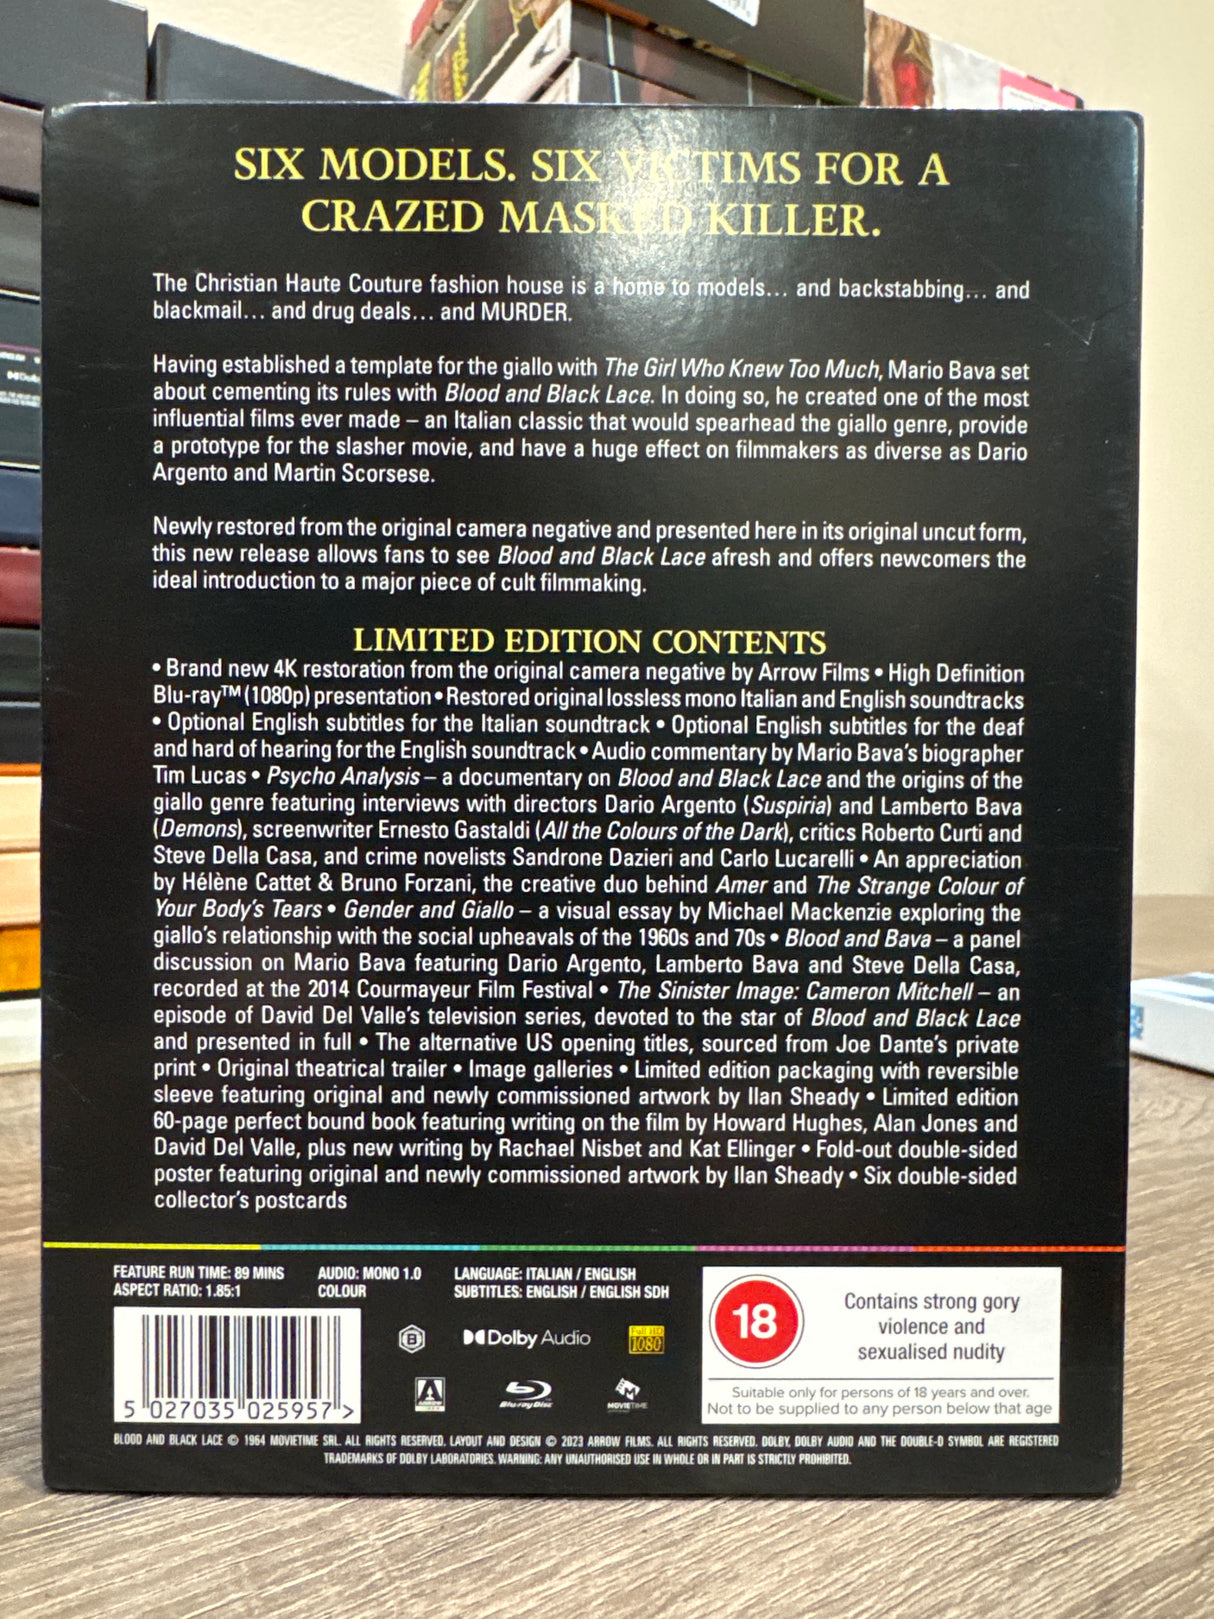 SIX MODELS. SIX VICTIMS FOR A
CRAZED MASKED KILLER.
The Christian Haute Couture fashion house is a home to models... and backstabbing... and
blackmail... and drug deals... and MURDER.
Having established a template for the giallo with The Girl Who Knew Too Much, Mario Bava set
about cementing its rules with Blood and Black Lace. In doing so, he created one of the most
influential films ever made – an Italian classic that would spearhead the giallo genre, provide
a prototype for the slasher movie, and have a huge effect on filmmakers as diverse as Dario
Argento and Martin Scorsese.
Newly restored from the original camera negative and presented here in its original uncut form,
this new release allows fans to see Blood and Black Lace afresh and offers newcomers the
ideal introduction to a major piece of cult filmmaking.
LIMITED EDITION CONTENTS
• Brand new 4K restoration from the original camera negative by Arrow Films • High Definition
Blu-ray™ (1080p) presentation • Restored original lossless mono Italian and English soundtracks
• Optional English subtitles for the Italian soundtrack • Optional English subtitles for the deaf
and hard of hearing for the English soundtrack • Audio commentary by Mario Bava's biographer
Tim Lucas • Psycho Analysis – a documentary on Blood and Black Lace and the origins of the
giallo genre featuring interviews with directors Dario Argento (Suspiria) and Lamberto Bava
(Demons), screenwriter Ernesto Gastaldi (All the Colours of the Dark), critics Roberto Curti and
Steve Della Casa, and crime novelists Sandrone Dazieri and Carlo Lucarelli • An appreciation
by Hélène Cattet & Bruno Forzani, the creative duo behind Amer and The Strange Colour of
Your Body's Tears • Gender and Giallo – a visual essay by Michael Mackenzie exploring the
giallo's relationship with the social upheavals of the 1960s and 70s • Blood and Bava – a panel
discussion on Mario Bava featuring Dario Argento, Lamberto Bava and Steve Della Casa,
recorded at the 2014 Courmayeur Film Festival • The Sinister Image: Cameron Mitchell – an
episode of David Del Valle's television series, devoted to the star of Blood and Black Lace
and presented in full • The alternative US opening titles, sourced from Joe Dante's private
print • Original theatrical trailer • Image galleries • Limited edition packaging with reversible
sleeve featuring original and newly commissioned artwork by Ilan Sheady • Limited edition
60-page perfect bound book featuring writing on the film by Howard Hughes, Alan Jones and
David Del Valle, plus new writing by Rachael Nisbet and Kat Ellinger • Fold-out double-sided
poster featuring original and newly commissioned artwork by Ilan Sheady • Six double-sided
collector's postcards
FEATURE RUN TIME: 89 MINS AUDIO: MONO 1.0 LANGUAGE: ITALIAN / ENGLISH
ASPECT RATIO: 1.85:1 COLOUR SUBTITLES: ENGLISH / ENGLISH SDH
B Dolby Audio Full HD 1080
18
Contains strong gory
violence and
sexualised nudity
Suitable only for persons of 18 years and over.
Not to be supplied to any person below that age
ARROW Blu-ray Disc MOVIETIME
5 027035 025957 >
BLOOD AND BLACK LACE © 1964 MOVIETIME SRL. ALL RIGHTS RESERVED. LAYOUT AND DESIGN © 2023 ARROW FILMS. ALL RIGHTS RESERVED. DOLBY, DOLBY AUDIO AND THE DOUBLE-D SYMBOL ARE REGISTERED
TRADEMARKS OF DOLBY LABORATORIES. WARNING: ANY UNAUTHORISED USE IN WHOLE OR IN PART IS STRICTLY PROHIBITED.